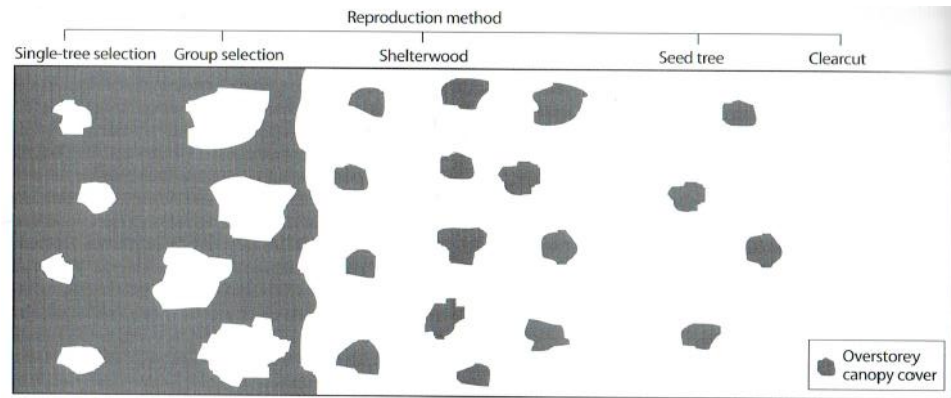 Reproduction method
Single-tree selection Group selection Shelterwood Seed tree Clearcut
Overstorey
canopy cover